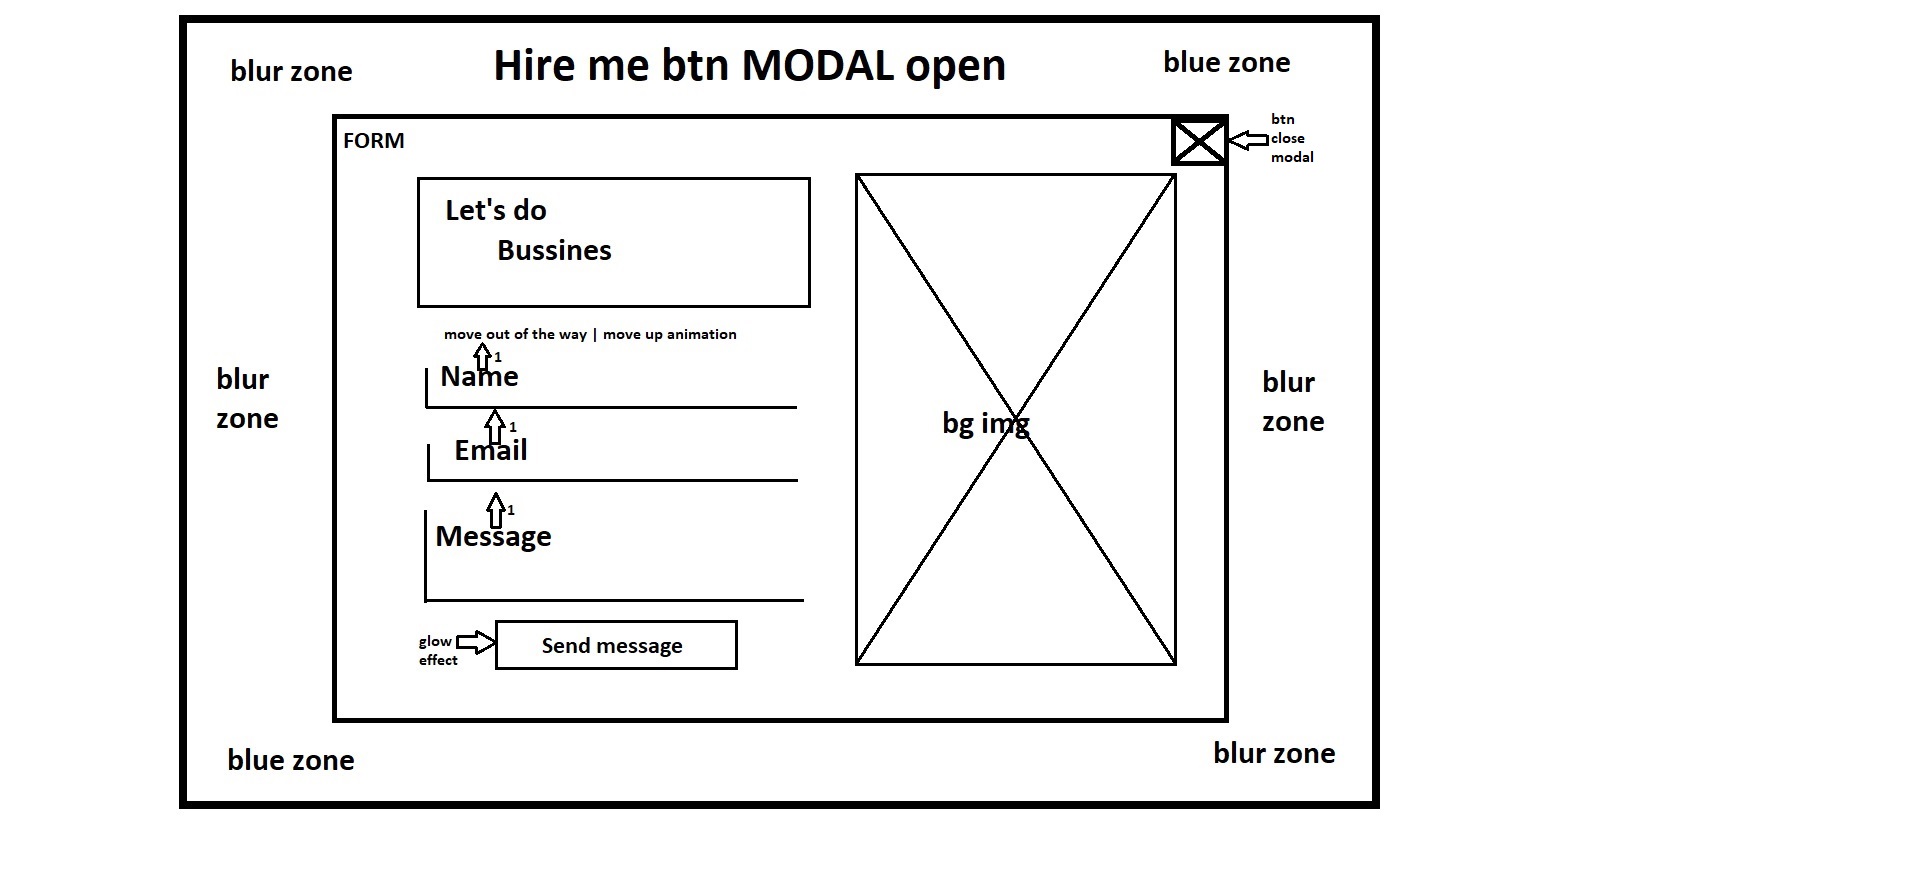 blur zone
Hire me btn MODAL open
blue zone
FORM
btn
close
modal
Let's do
Bussines
move out of the way | move up animation
1
Name
1
Email
1
Message
glow
effect
Send message
bg img
blur
zone
blur
zone
blue zone
blur zone